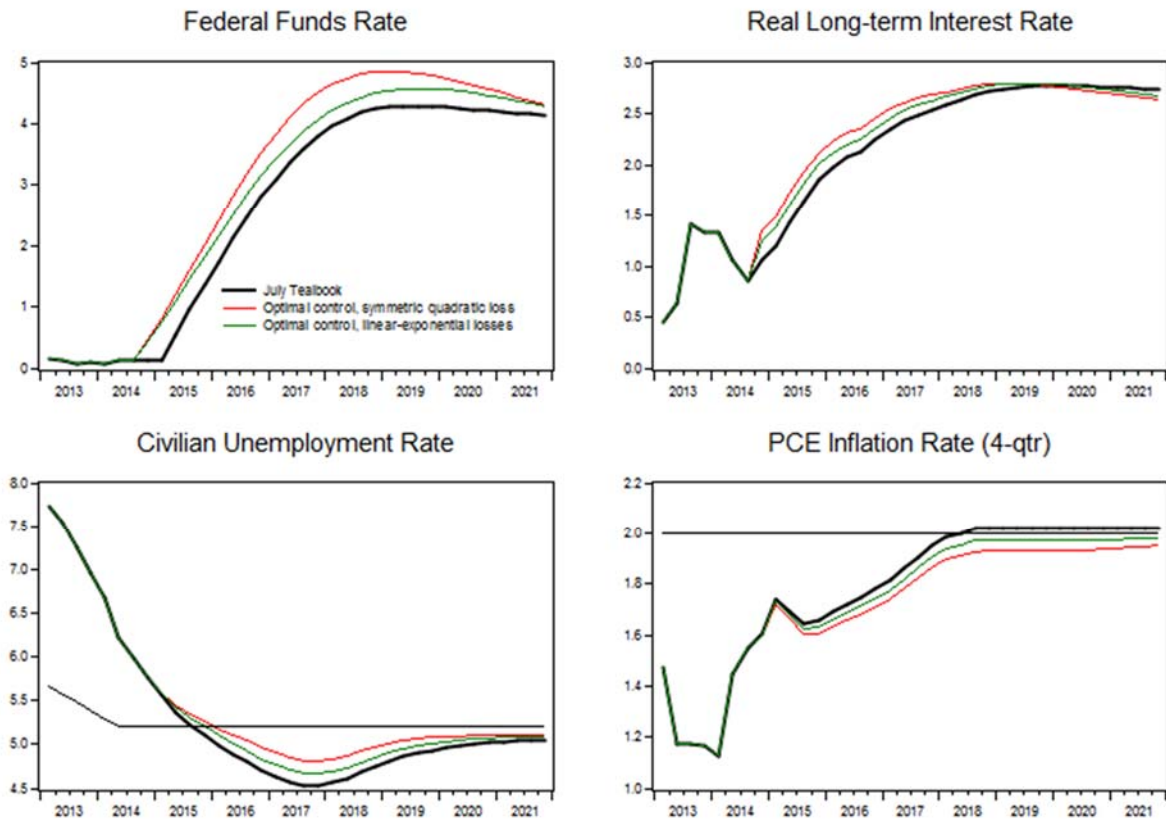 Federal Funds Rate
5
4
3
2
1
0
2013 2014 2015 2016 2017 2018 2019 2020 2021
July Tealbook
Optimal control, symmetric quadratic loss
Optimal control, linear-exponential losses
Real Long-term Interest Rate
3.0
2.5
2.0
1.5
1.0
0.5
0.0
2013 2014 2015 2016 2017 2018 2019 2020 2021
Civilian Unemployment Rate
8.0
7.5
7.0
6.5
6.0
5.5
5.0
4.5
2013 2014 2015 2016 2017 2018 2019 2020 2021
PCE Inflation Rate (4-qtr)
2.2
2.0
1.8
1.6
1.4
1.2
1.0
2013 2014 2015 2016 2017 2018 2019 2020 2021